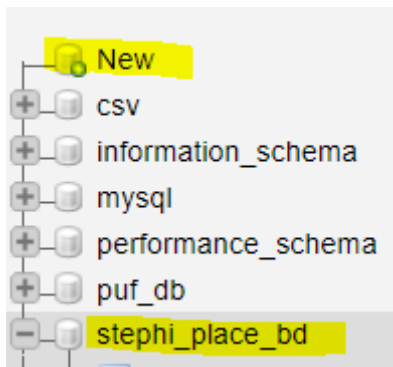 New
csv
information_schema
mysql
performance_schema
puf_db
stephi_place_bd